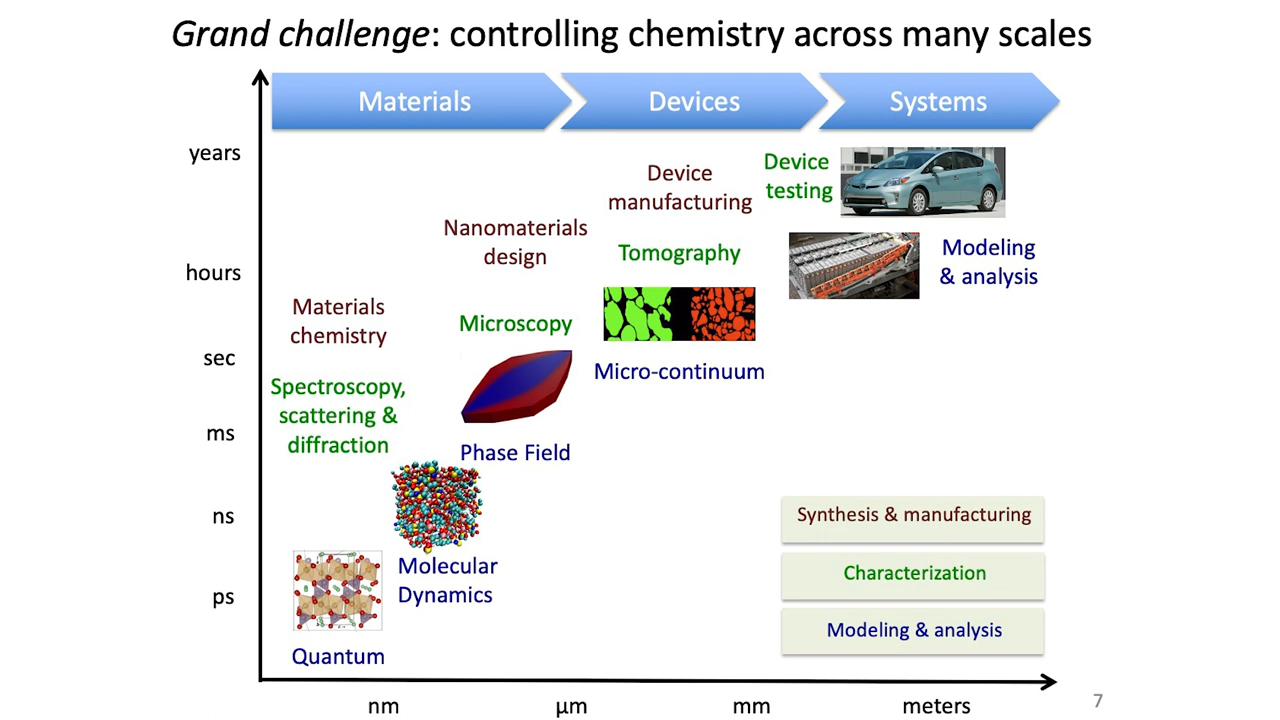 Grand challenge: controlling chemistry across many scales
Materials
Devices
Systems
years
hours
sec
ms
ns
ps
Device
manufacturing
Device
testing
Nanomaterials
design
Tomography
Modeling
& analysis
Materials
chemistry
Microscopy
Micro-continuum
Spectroscopy,
scattering &
diffraction
Phase Field
Molecular
Dynamics
Quantum
Synthesis & manufacturing
Characterization
Modeling & analysis
nm
μm
mm
meters
7